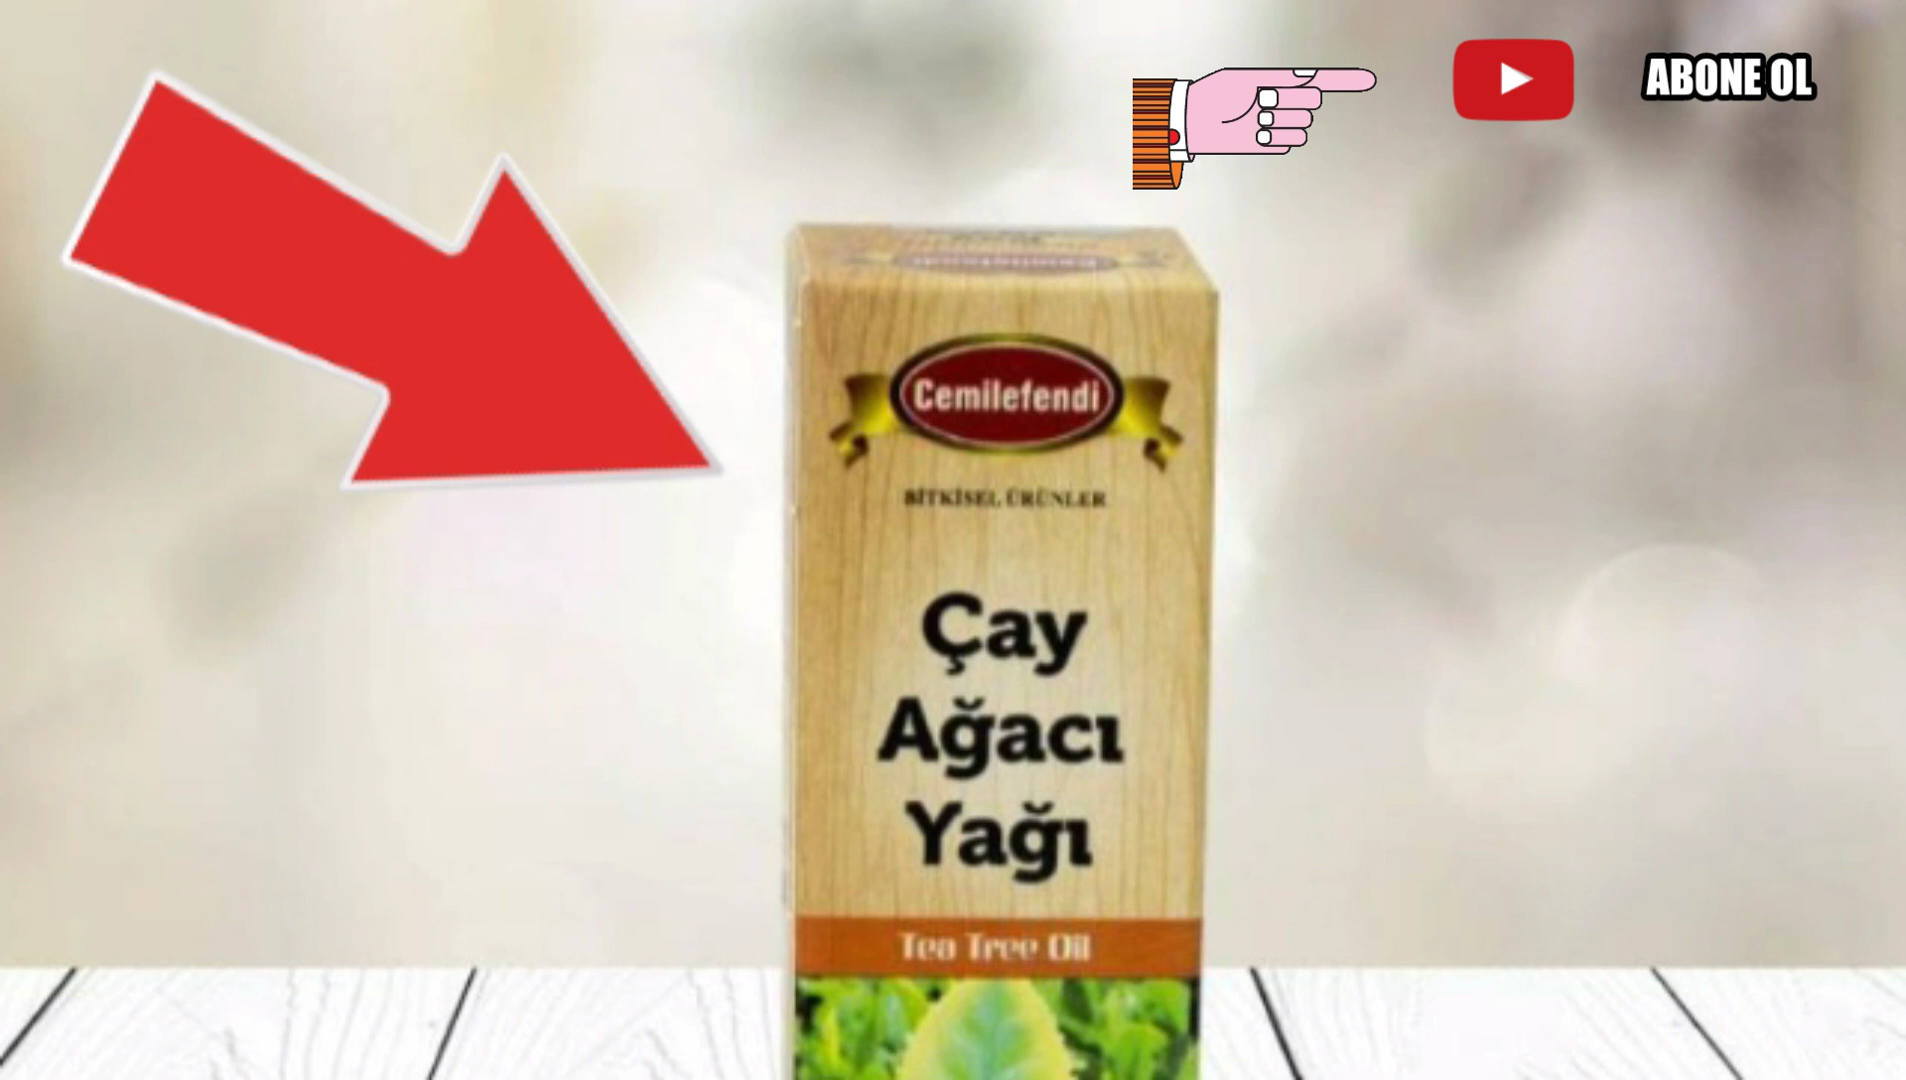 ABONE OL
Cemilefendi
BİTKİSEL ÜRÜNLER
Çay
Ağacı
Yağı
Tea Tree Oil